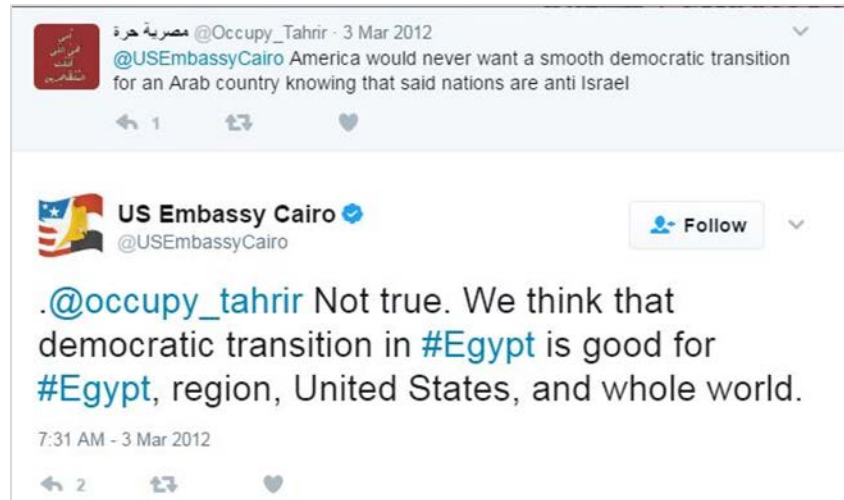 مصرية حرة @Occupy_Tahrir · 3 Mar 2012
@USEmbassyCairo America would never want a smooth democratic transition
for an Arab country knowing that said nations are anti Israel
1
US Embassy Cairo
@USEmbassyCairo
Follow
.@occupy_tahrir Not true. We think that
democratic transition in #Egypt is good for
#Egypt, region, United States, and whole world.
7:31 AM - 3 Mar 2012
2